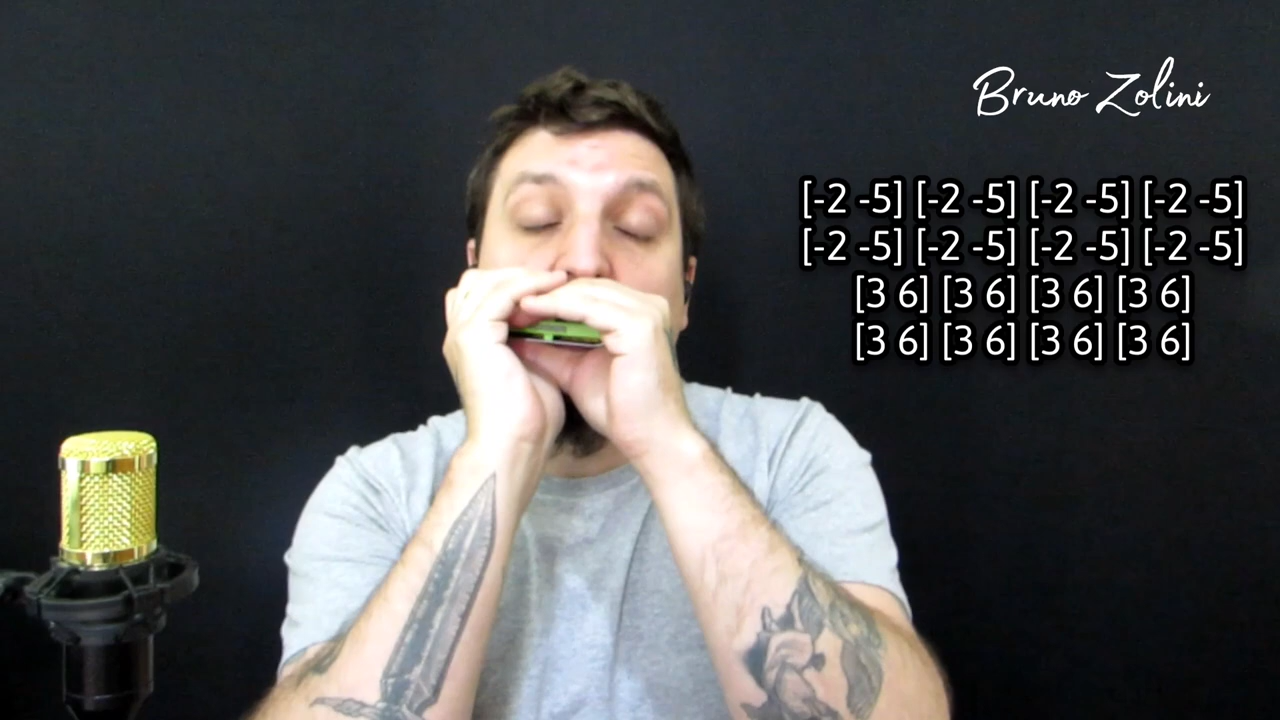 Bruno Zolini
[-2 -5] [-2 -5] [-2 -5] [-2 -5]
[-2 -5] [-2 -5] [-2 -5] [-2 -5]
[3 6] [3 6] [3 6] [3 6]
[3 6] [3 6] [3 6] [3 6]